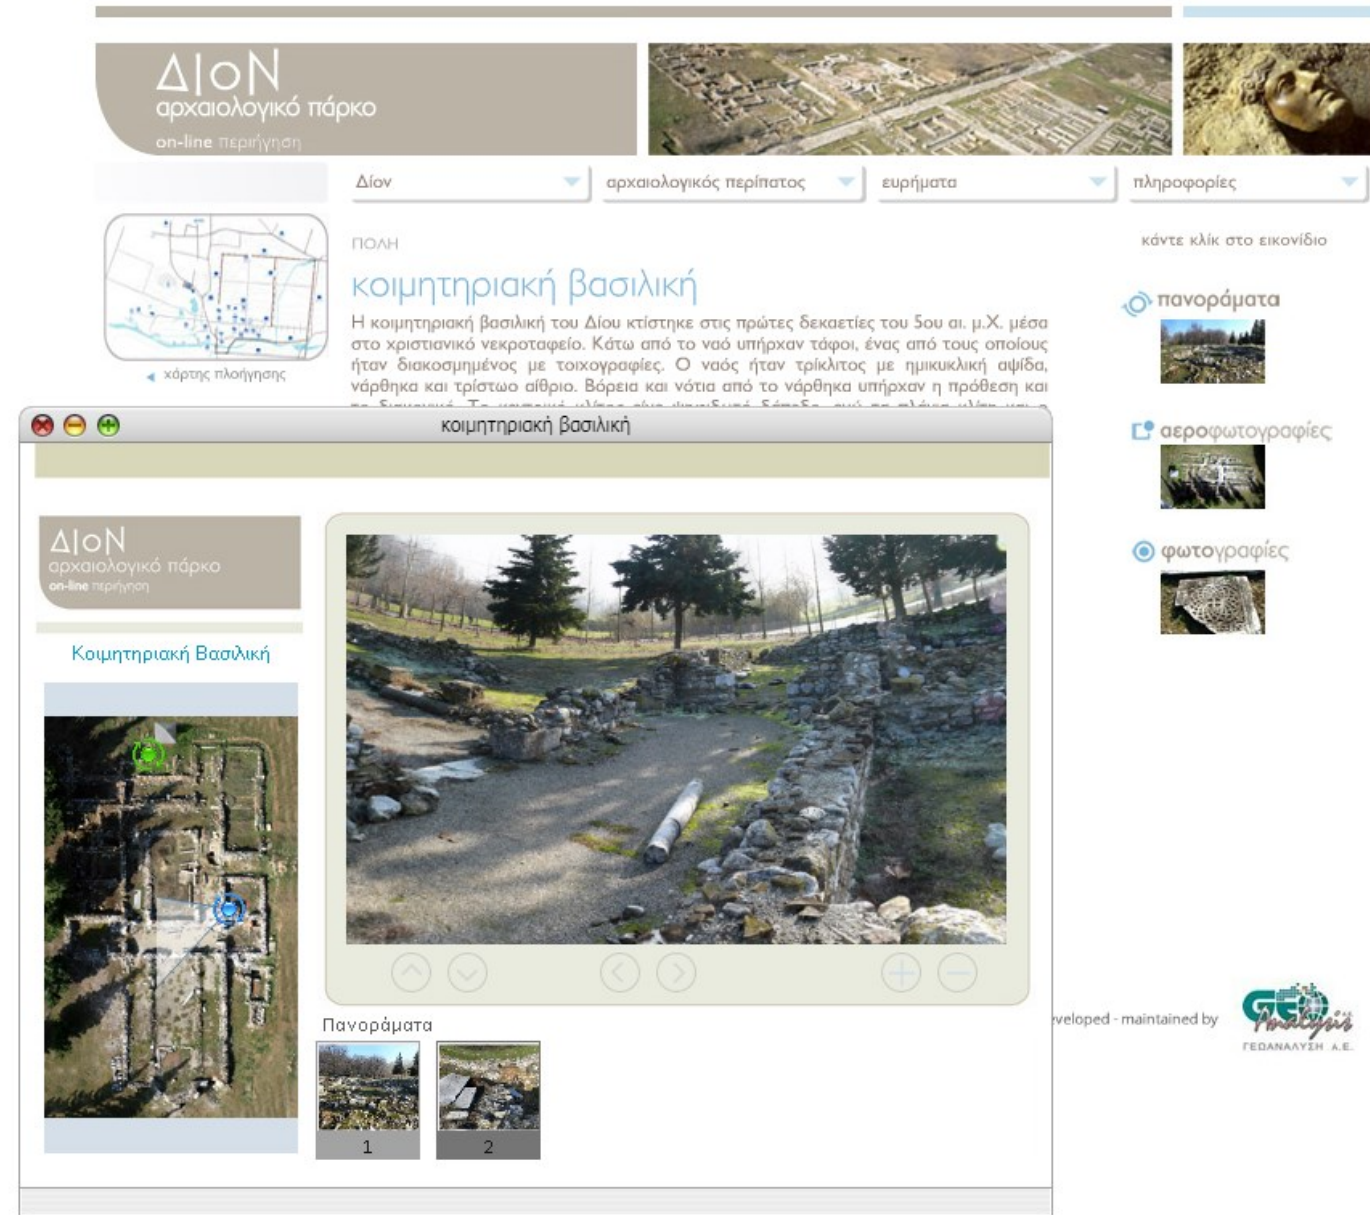 ΔΙοΝ
αρχαιολογικό πάρκο
on-line περιήγηση
Δίον
αρχαιολογικός περίπατος
ευρήματα
πληροφορίες
χάρτης πλοήγησης
ΠΟΛΗ
κοιμητηριακή βασιλική
Η κοιμητηριακή βασιλική του Δίου κτίστηκε στις πρώτες δεκαετίες του 5ου αι. μ.Χ. μέσα
στο χριστιανικό νεκροταφείο. Κάτω από το ναό υπήρχαν τάφοι, ένας από τους οποίους
ήταν διακοσμημένος με τοιχογραφίες. Ο ναός ήταν τρίκλιτος με ημικυκλική αψίδα,
νάρθηκα και τρίστωο αίθριο. Βόρεια και νότια από το νάρθηκα υπήρχαν η πρόθεση και
κάντε κλίκ στο εικονίδιο
πανοράματα
αεροφωτογραφίες
φωτογραφίες
κοιμητηριακή βασιλική
ΔΙοΝ
αρχαιολογικό πάρκο
on-line περιήγηση
Κοιμητηριακή Βασιλική
Πανοράματα
1
2
veloped - maintained by
GEO
Analysis
ΓΕΩΑΝΑΛΥΣΗ Α.Ε.